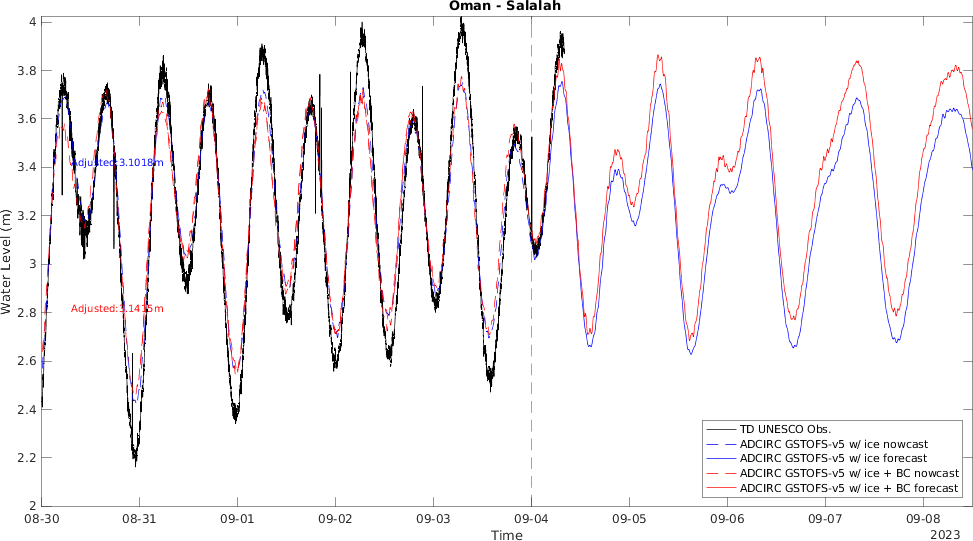 Oman - Salalah
Water Level (m)
4
3.8
3.6
3.4
3.2
3
2.8
2.6
2.4
2.2
2
Adjusted:3.1018m
Adjusted:3.1415m
TD UNESCO Obs.
ADCIRC GSTOFS-v5 w/ ice nowcast
ADCIRC GSTOFS-v5 w/ ice forecast
ADCIRC GSTOFS-v5 w/ ice + BC nowcast
ADCIRC GSTOFS-v5 w/ ice + BC forecast
08-30 08-31 09-01 09-02 09-03 09-04 09-05 09-06 09-07 09-08
Time
2023